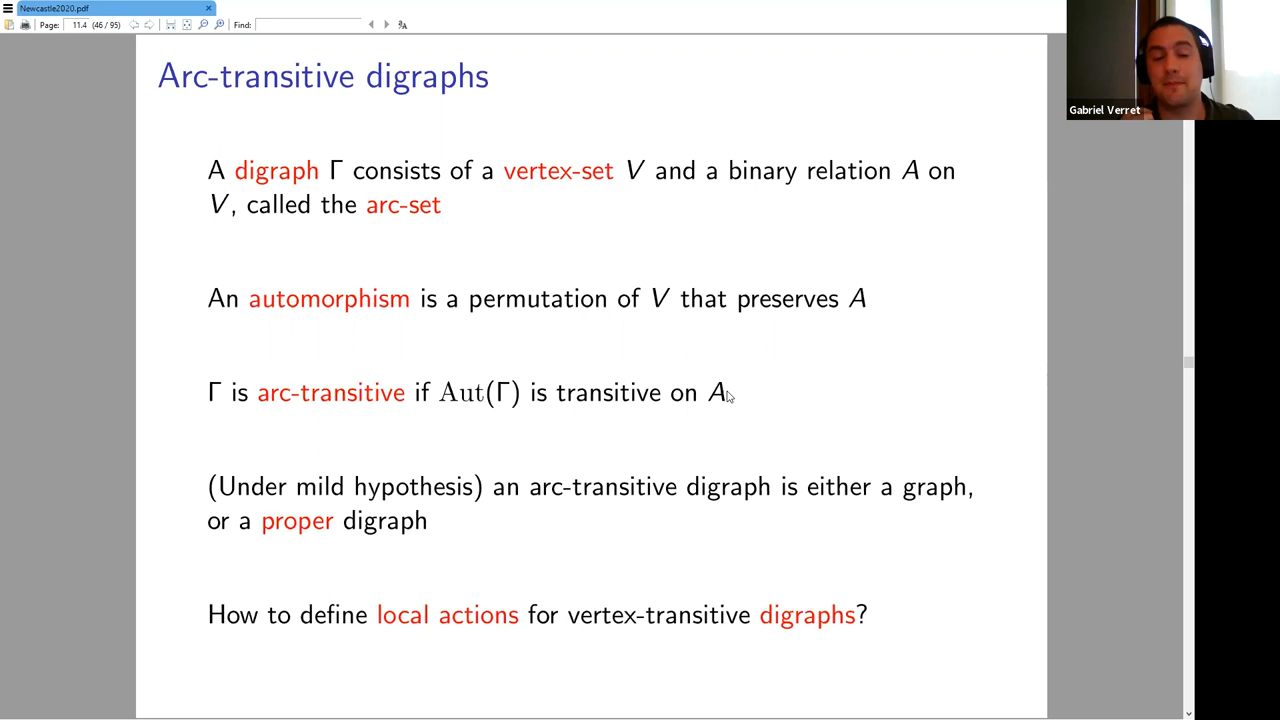 Newcastle2020.pdf
Page: 11.4 (46 / 95) Find:
Arc-transitive digraphs
Gabriel Verret
A digraph Γ consists of a vertex-set V and a binary relation A on
V, called the arc-set
An automorphism is a permutation of V that preserves A
Γ is arc-transitive if Aut(Γ) is transitive on A
(Under mild hypothesis) an arc-transitive digraph is either a graph,
or a proper digraph
How to define local actions for vertex-transitive digraphs?